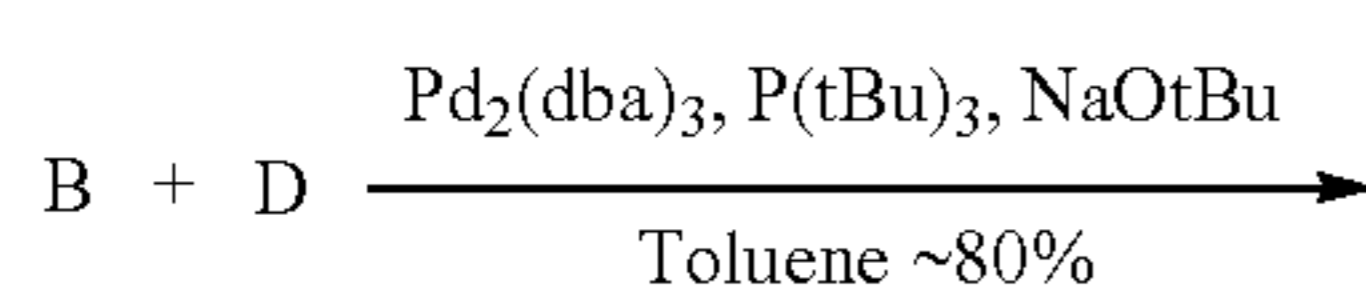 Pd₂(dba)₃, P(tBu)₃, NaOtBu
B + D
Toluene ~80%